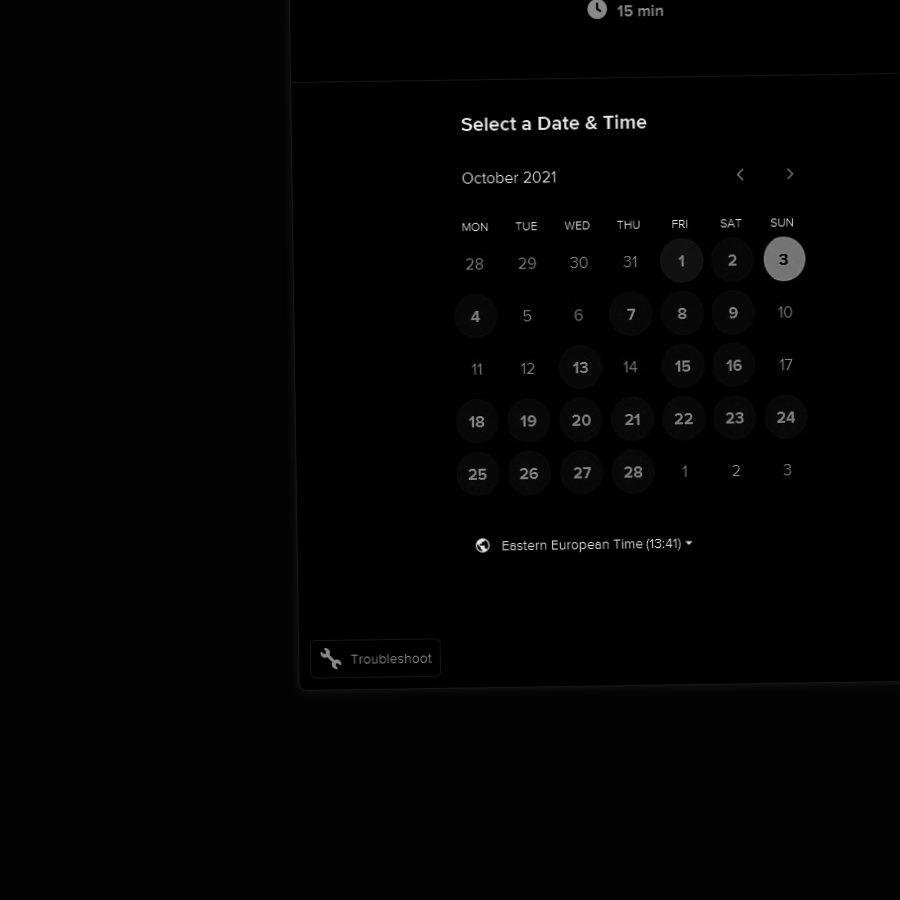 15 min
Select a Date & Time
October 2021
MON TUE WED THU FRI SAT SUN
28 29 30 31 1 2 3
4 5 6 7 8 9 10
11 12 13 14 15 16 17
18 19 20 21 22 23 24
25 26 27 28 1 2 3
Eastern European Time (13:41)
Troubleshoot